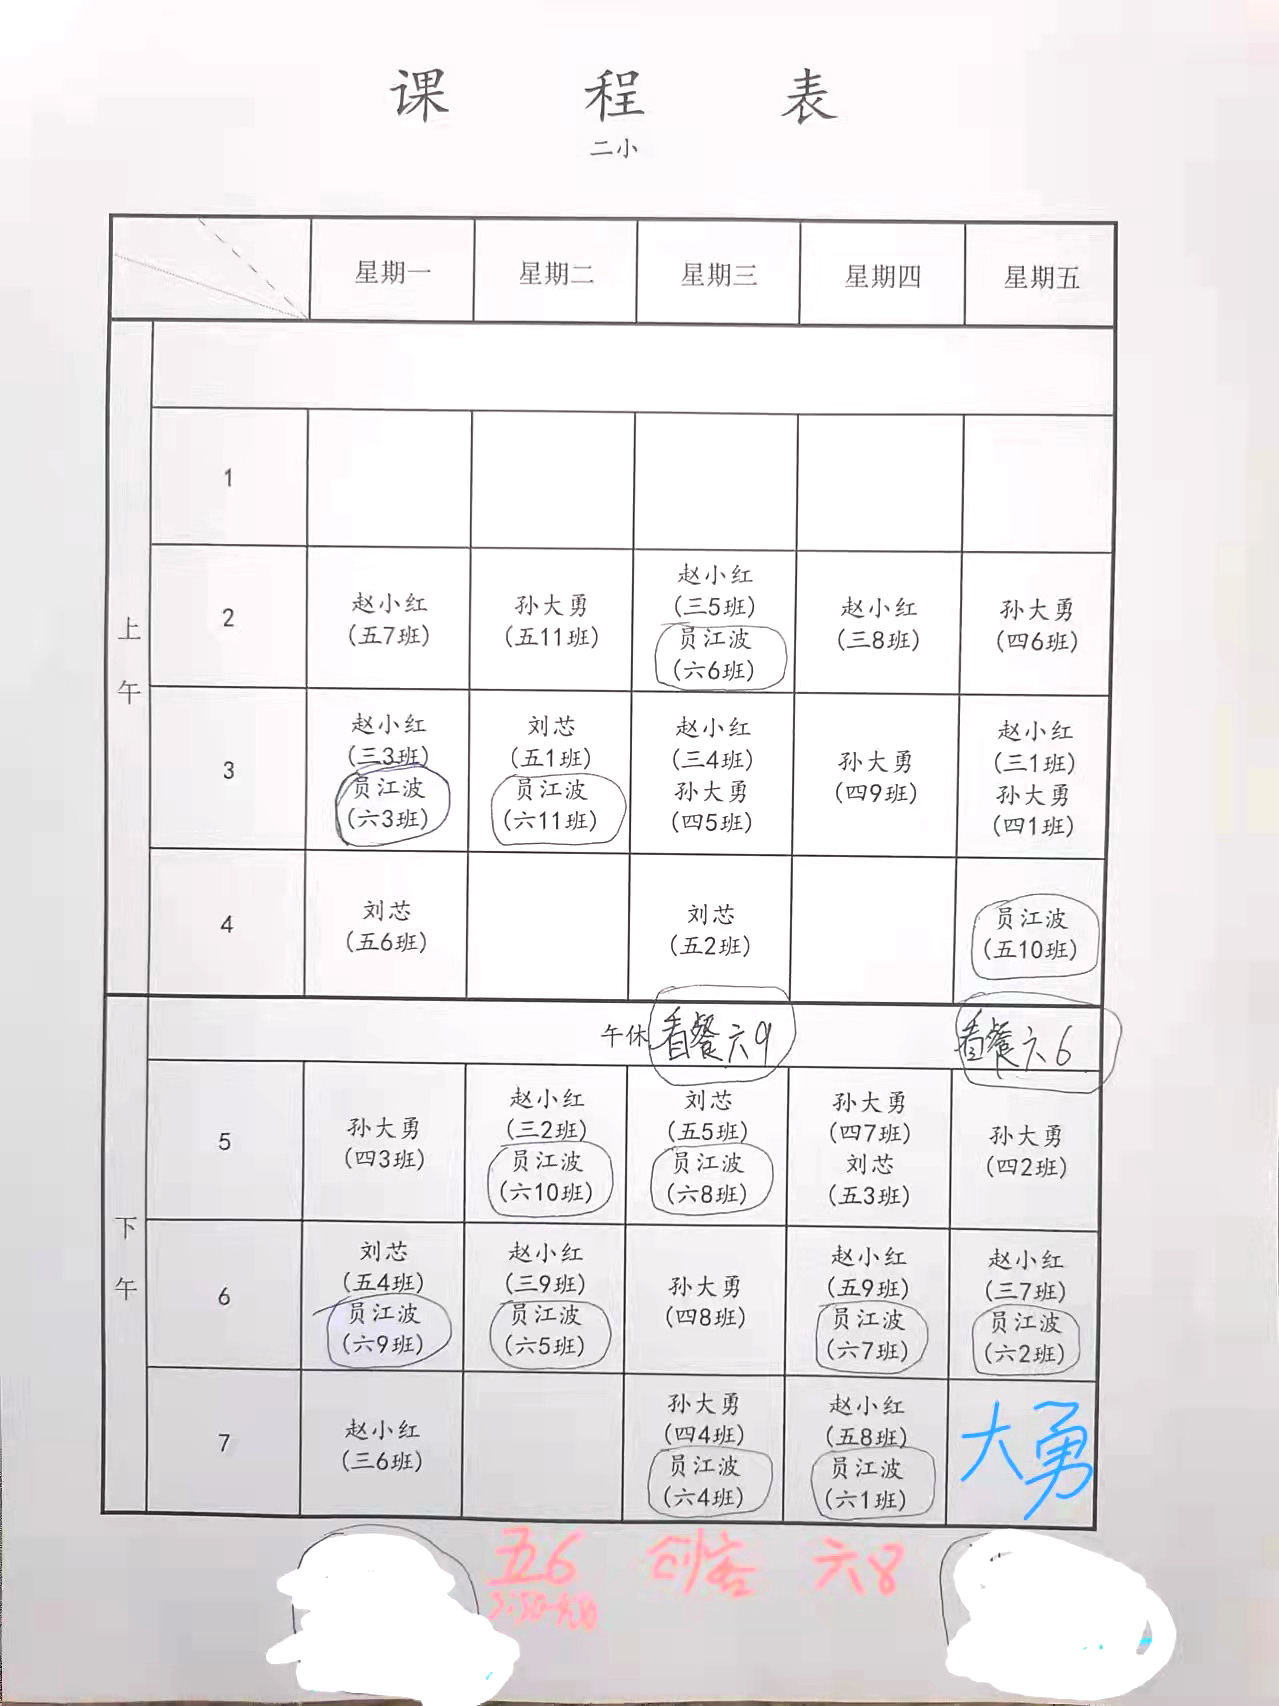 课 程 表
二小
星期一 星期二 星期三 星期四 星期五
上午
1
2
赵小红
(五7班)
孙大勇
(五11班)
赵小红
(三5班)
员江波
(六6班)
赵小红
(三8班)
孙大勇
(四6班)
3
赵小红
(三3班)
员江波
(六3班)
刘芯
(五1班)
员江波
(六11班)
赵小红
(三4班)
孙大勇
(四5班)
孙大勇
(四9班)
赵小红
(三1班)
孙大勇
(四1班)
4
刘芯
(五6班)
刘芯
(五2班)
员江波
(五10班)
午休 看餐六9 看餐六6
下午
5
孙大勇
(四3班)
赵小红
(三2班)
员江波
(六10班)
刘芯
(五5班)
员江波
(六8班)
孙大勇
(四7班)
刘芯
(五3班)
孙大勇
(四2班)
6
刘芯
(五4班)
员江波
(六9班)
赵小红
(三9班)
员江波
(六5班)
孙大勇
(四8班)
赵小红
(五9班)
员江波
(六7班)
赵小红
(三7班)
员江波
(六2班)
7
赵小红
(三6班)
孙大勇
(四4班)
员江波
(六4班)
赵小红
(五8班)
员江波
(六1班)
大勇
五6 创客 六8